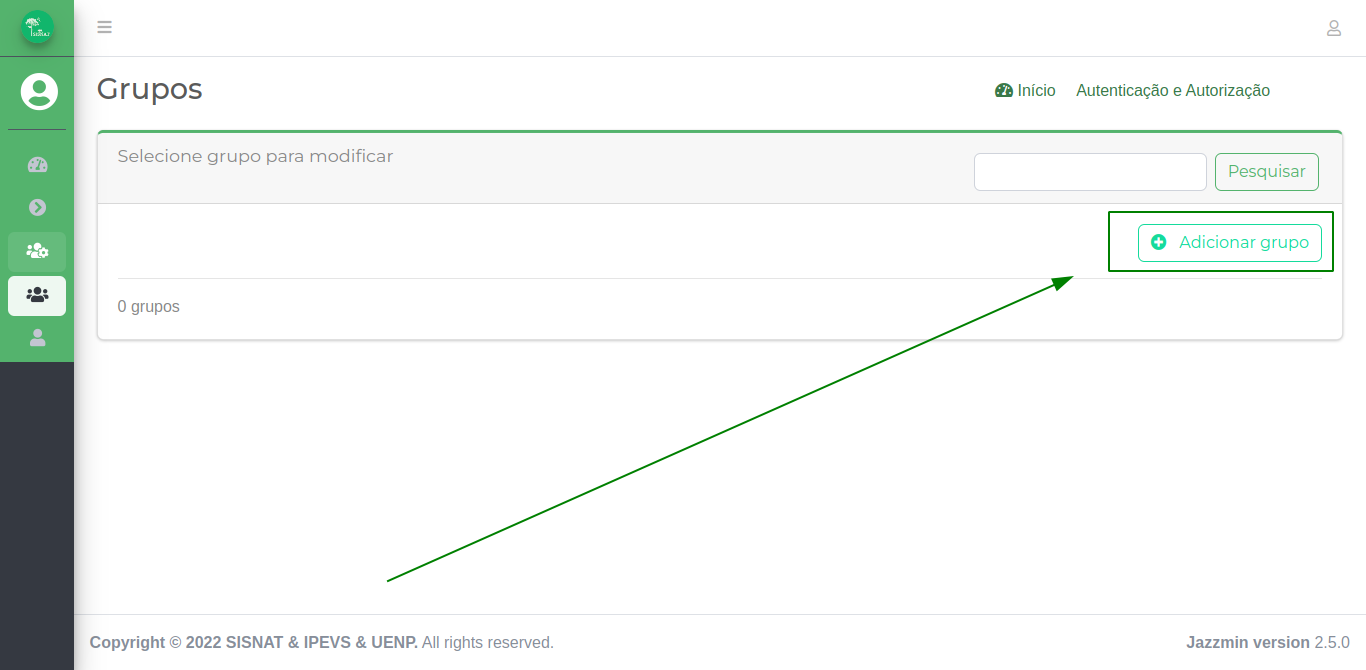 SISNAT
Grupos
Início
Autenticação e Autorização
Selecione grupo para modificar
Pesquisar
Adicionar grupo
0 grupos
Copyright © 2022 SISNAT & IPEVS & UENP. All rights reserved.
Jazzmin version 2.5.0